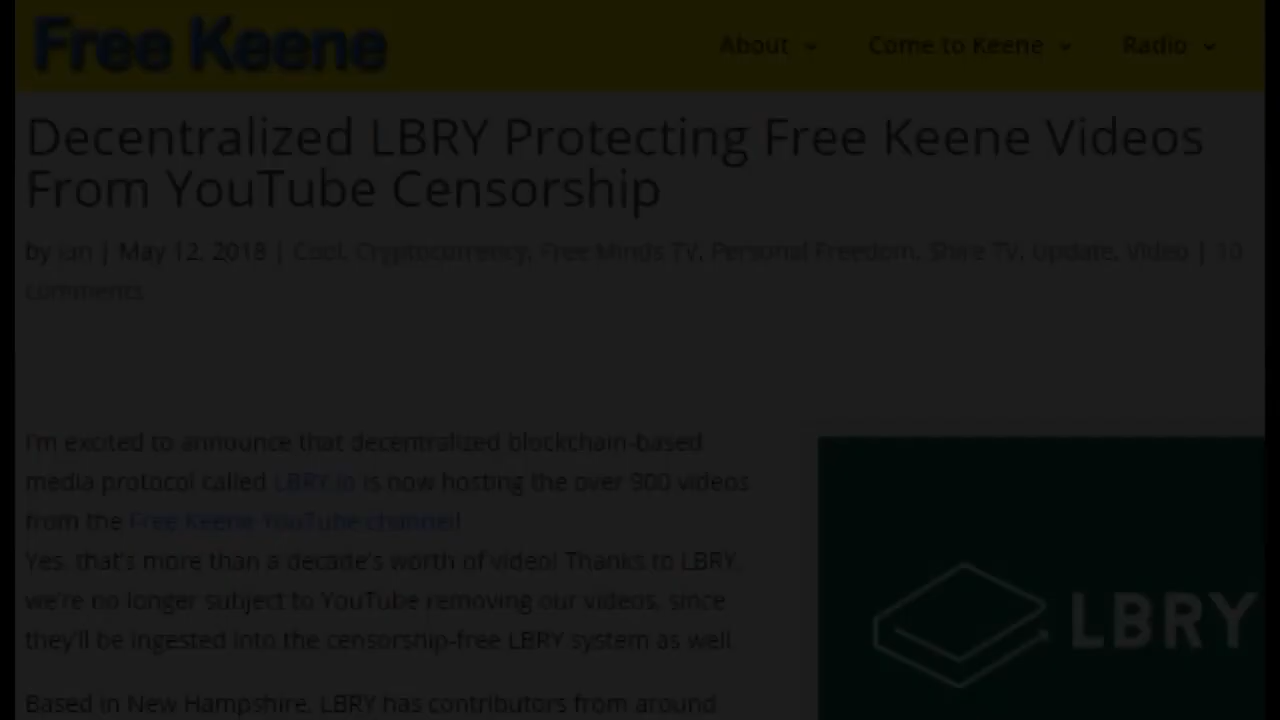 Free Keene
About Come to Keene Radio
Decentralized LBRY Protecting Free Keene Videos
From YouTube Censorship
by ian | May 12, 2018 | Cool, Cryptocurrency, Free Minds TV, Personal Freedom, Shire TV, Update, Video | 10
comments
I'm excited to announce that decentralized blockchain-based
media protocol called LBRY.io is now hosting the over 900 videos
from the Free Keene YouTube channel!
Yes, that's more than a decade's worth of video! Thanks to LBRY,
we're no longer subject to YouTube removing our videos, since
they'll be ingested into the censorship-free LBRY system as well.
LBRY
Based in New Hampshire, LBRY has contributors from around